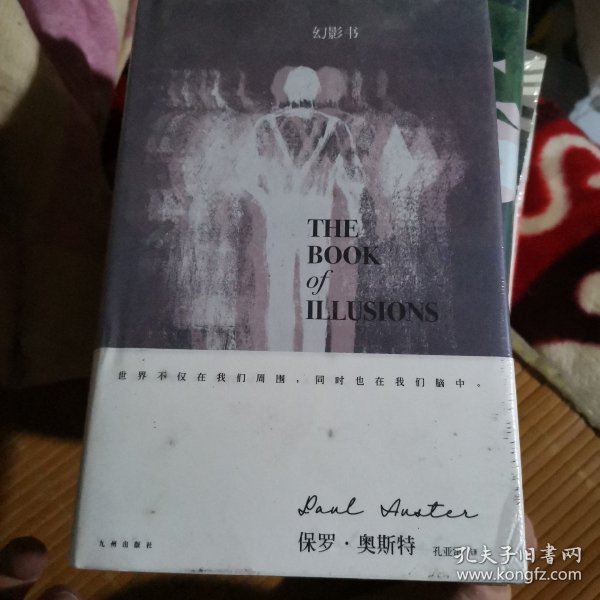 幻影书
THE
BOOK
of
ILLUSIONS
世界不仅在我们周围，同时也在我们脑中。
Paul Auster
保罗·奥斯特
孔亚
九州出版社
孔夫子旧书网
www.kongfz.com